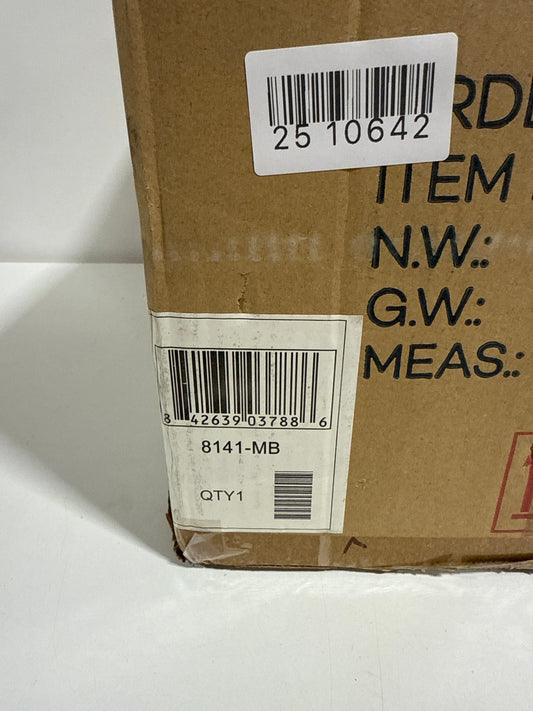 25 10642
ITEM
N.W.:
G.W.:
MEAS.:
8 42639 03788 6
8141-MB
QTY1